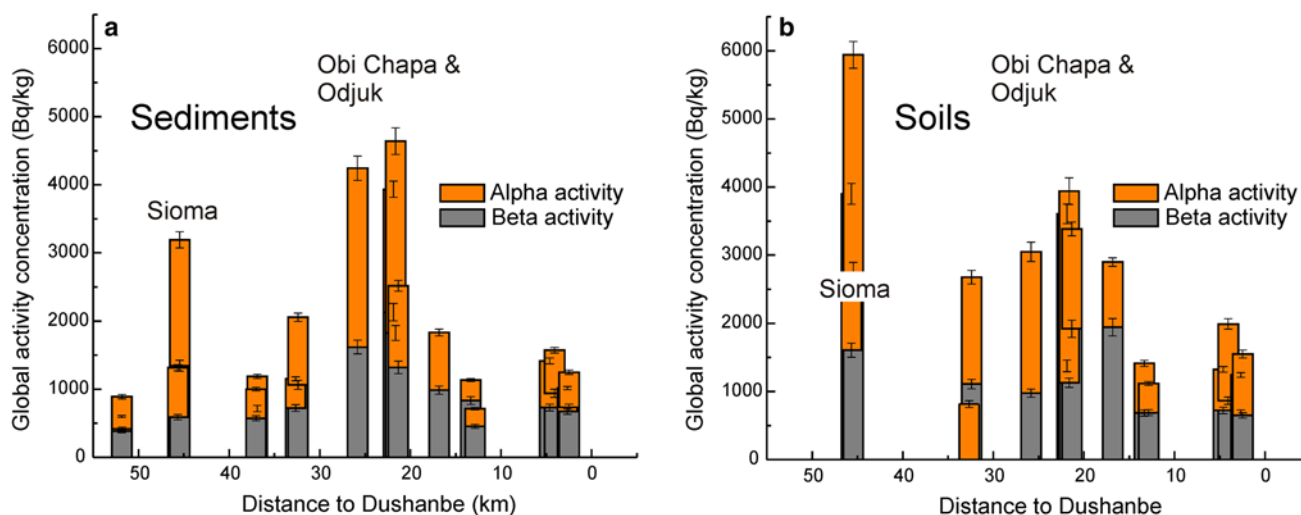 a
Global activity concentration (Bq/kg)
6000
5000
4000
3000
2000
1000
0
Obi Chapa &
Odjuk
Sediments
Sioma
Alpha activity
Beta activity
50 40 30 20 10 0
Distance to Dushanbe (km)
b
Global activity concentration (Bq/kg)
6000
5000
4000
3000
2000
1000
0
Obi Chapa &
Odjuk
Soils
Alpha activity
Beta activity
Sioma
50 40 30 20 10 0
Distance to Dushanbe